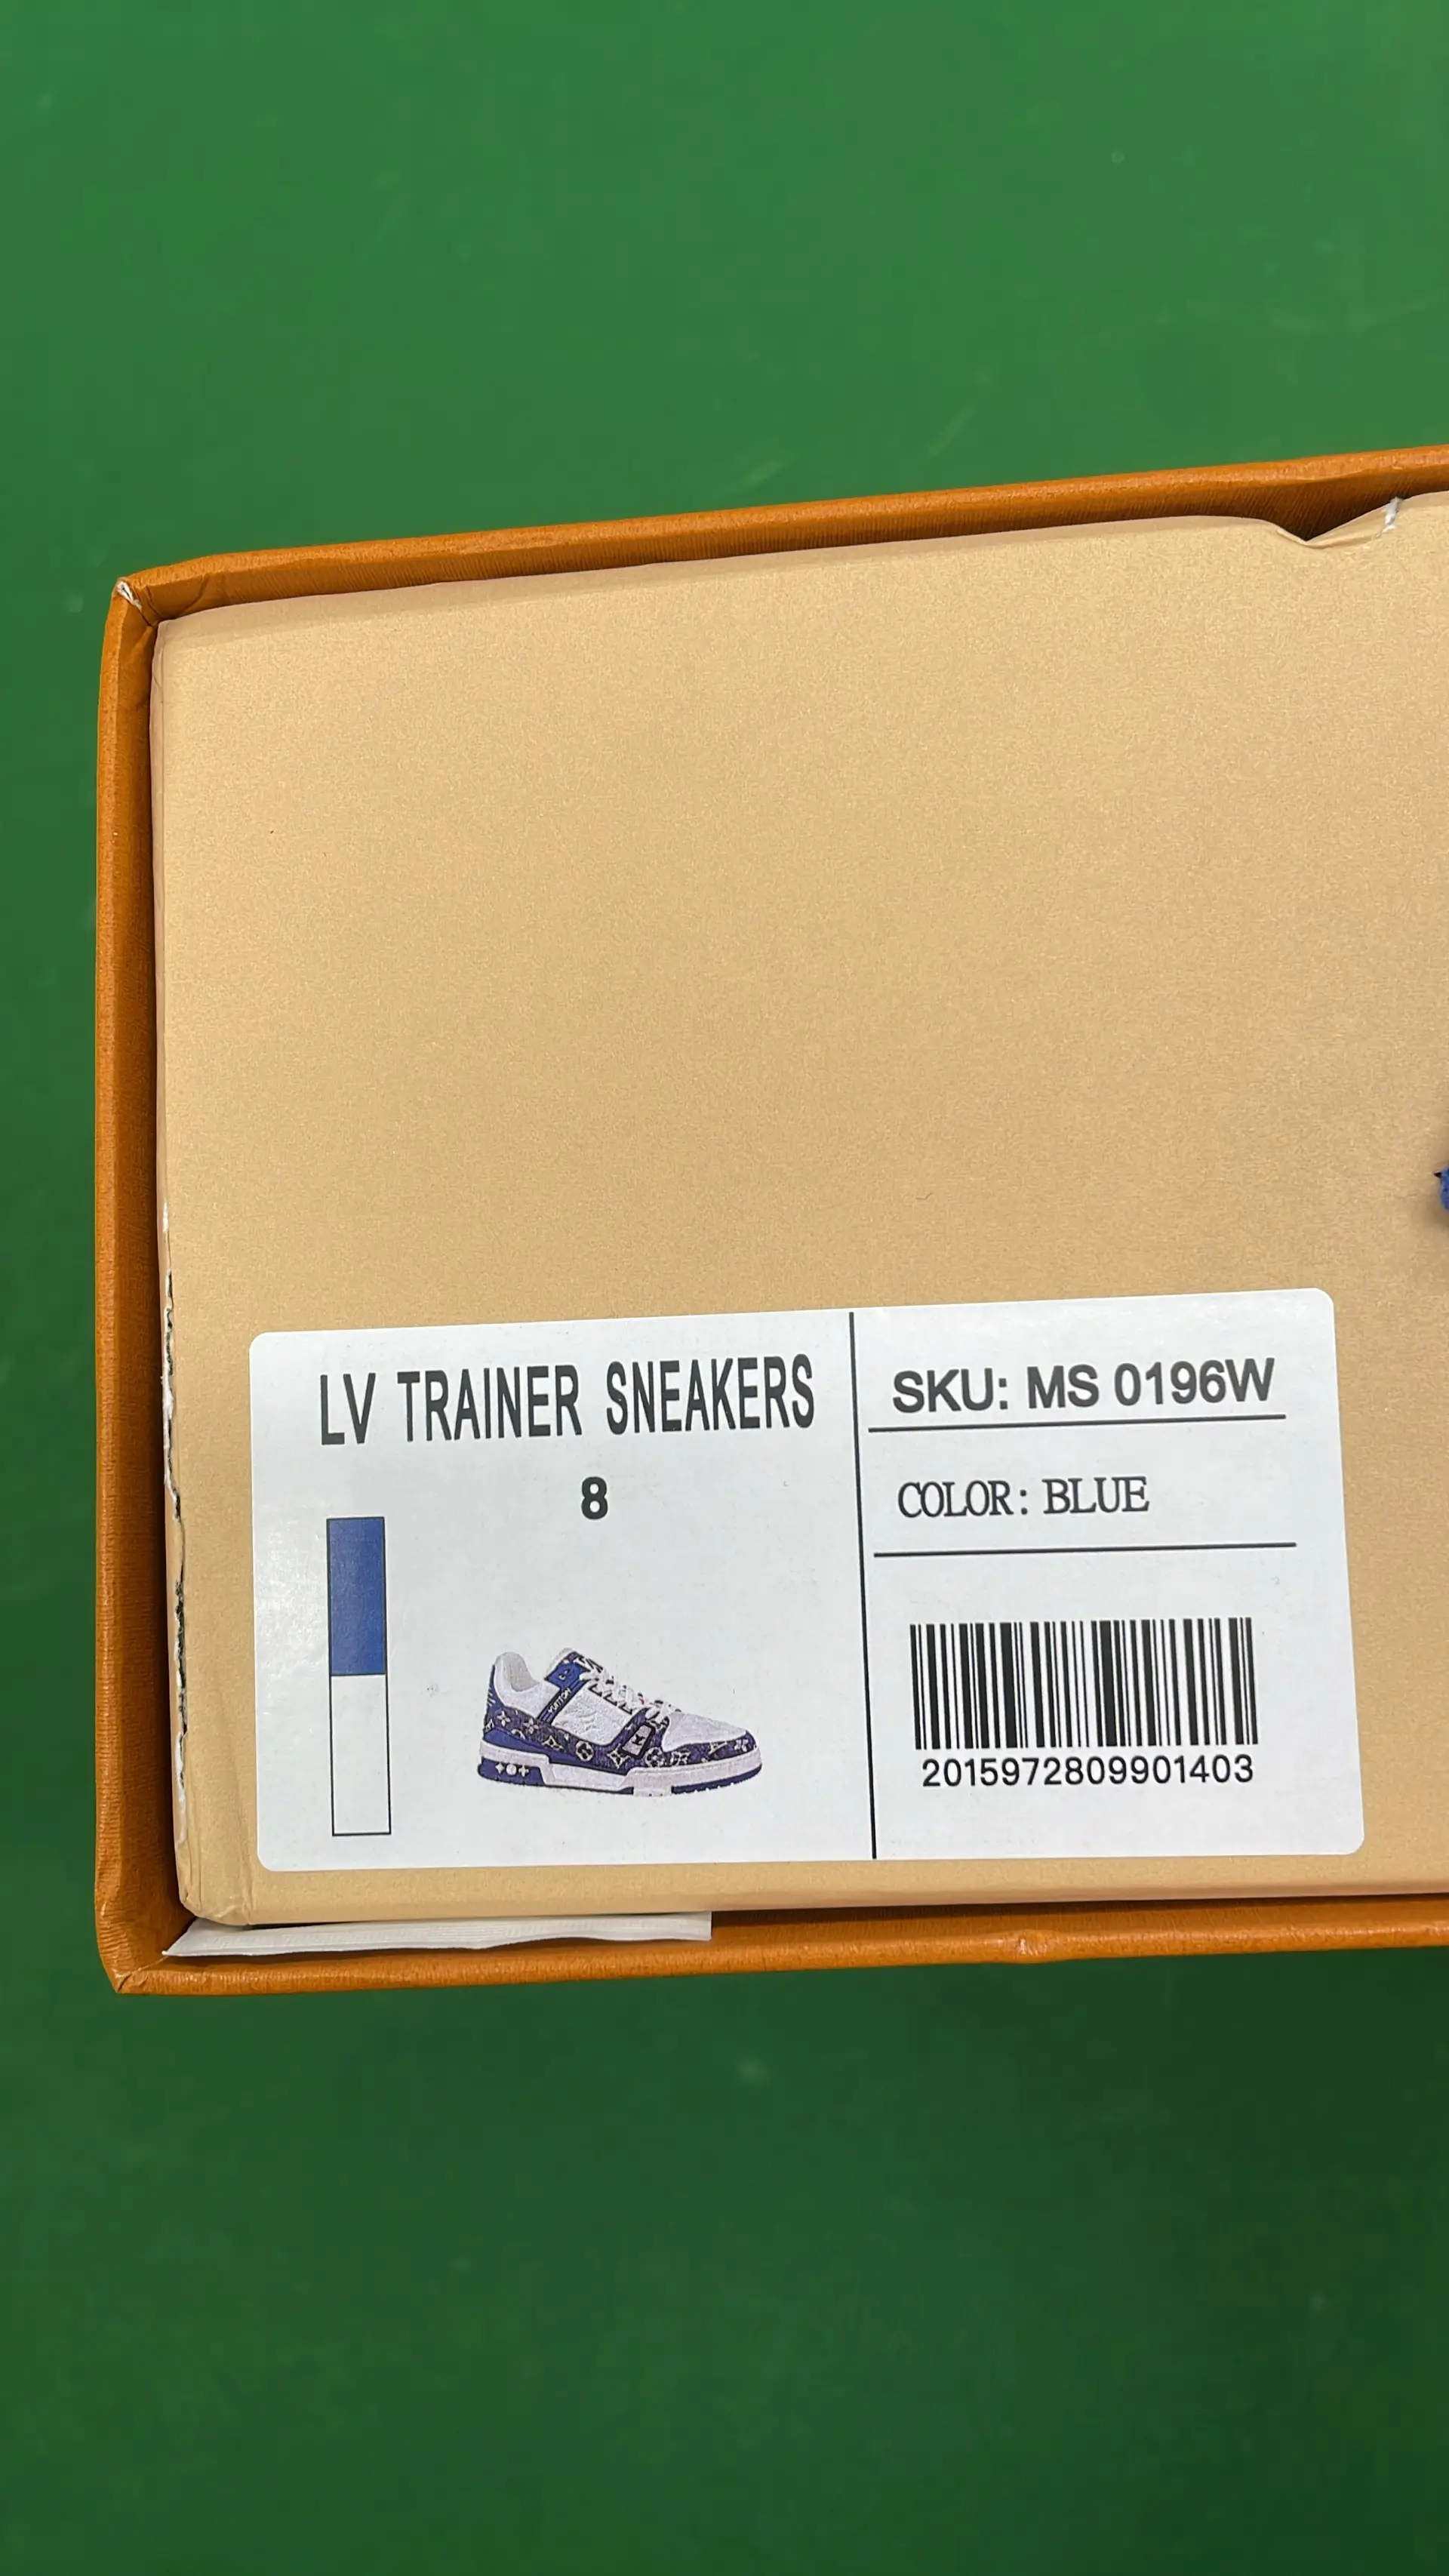 LV TRAINER SNEAKERS
8
SKU: MS 0196W
COLOR: BLUE
2015972809901403